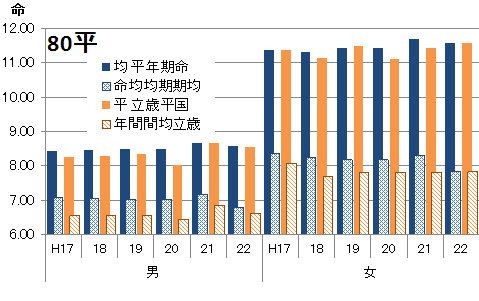 命
12.00
80平
11.00
10.00
9.00
8.00
7.00
6.00
均平年期命
命均均期期均
平立歳平国
年間間均立歳
H17 18 19 20 21 22 H17 18 19 20 21 22
男 女